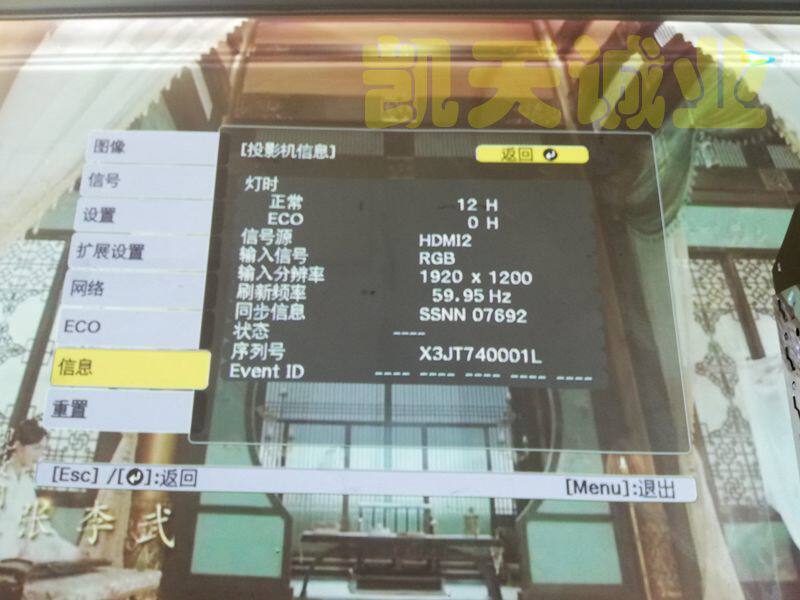 凯天诚业
图像
信号
设置
扩展设置
网络
ECO
信息
重置
[投影机信息]
返回
灯时
正常 12 H
ECO 0 H
信号源 HDMI2
输入信号 RGB
输入分辨率 1920 x 1200
刷新频率 59.95 Hz
同步信息 SSNN 07692
状态 ----
序列号 X3JT740001L
Event ID ---- ---- ---- ---- ----
[Esc] /[ ]:返回 [Menu]:退出
张 李 武